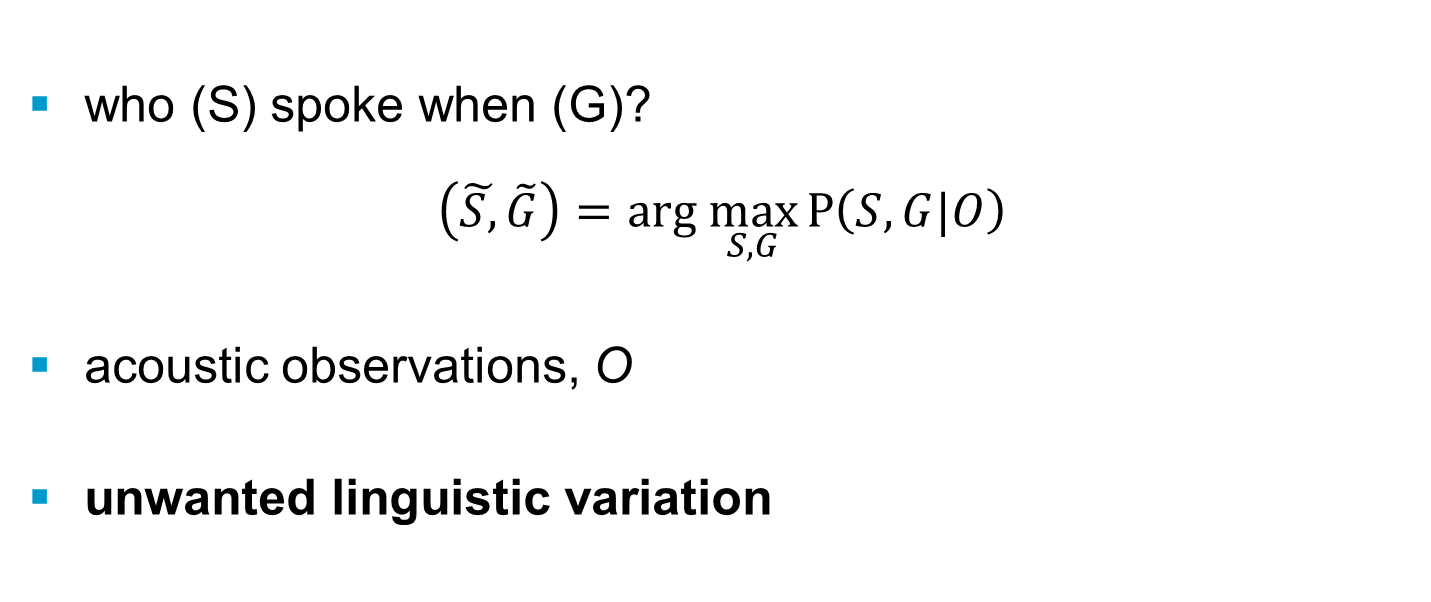 ▪ who (S) spoke when (G)?
(S̃, G̃) = arg max P(S, G|O)
S,G
▪ acoustic observations, O
▪ unwanted linguistic variation